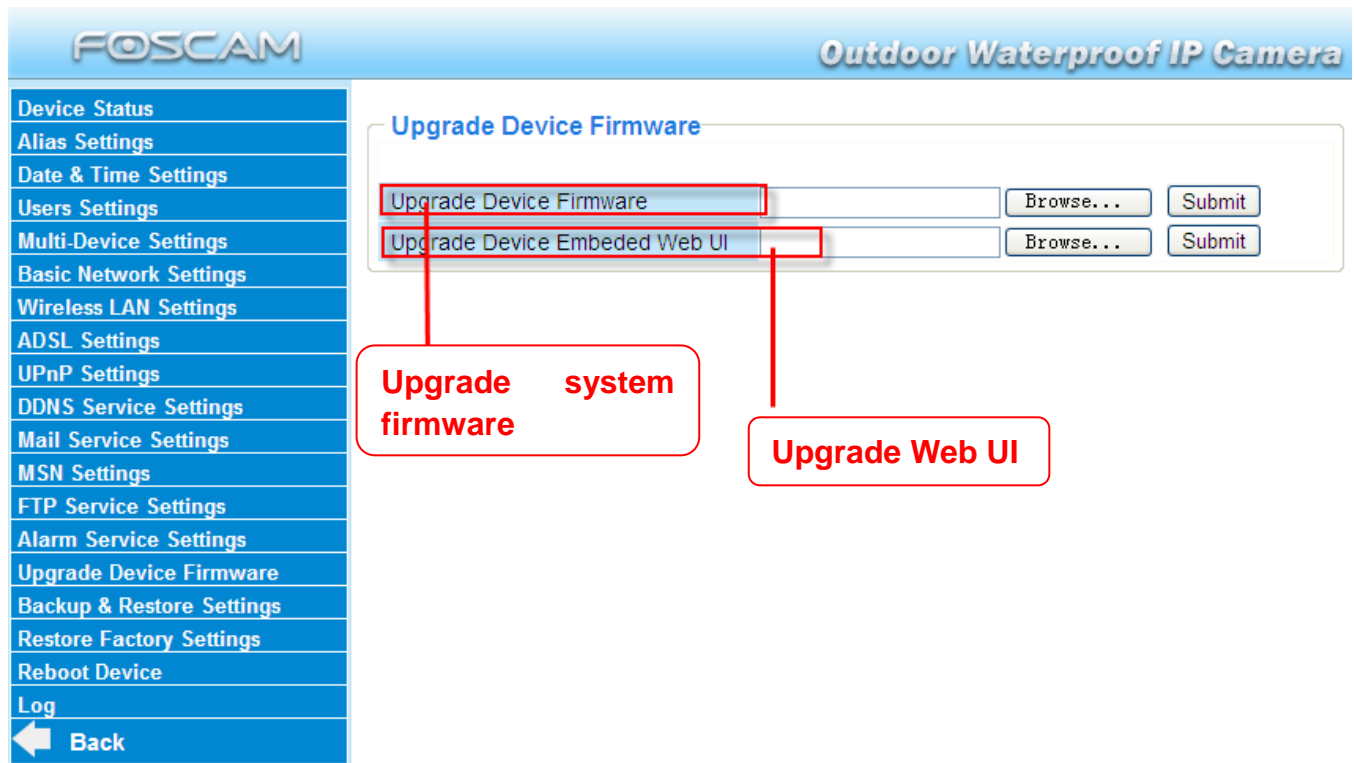 FOSCAM
Outdoor Waterproof IP Camera
Device Status
Alias Settings
Date & Time Settings
Users Settings
Multi-Device Settings
Basic Network Settings
Wireless LAN Settings
ADSL Settings
UPnP Settings
DDNS Service Settings
Mail Service Settings
MSN Settings
FTP Service Settings
Alarm Service Settings
Upgrade Device Firmware
Backup & Restore Settings
Restore Factory Settings
Reboot Device
Log
Back
Upgrade Device Firmware
Upgrade Device Firmware Browse... Submit
Upgrade Device Embeded Web UI Browse... Submit
Upgrade system
firmware
Upgrade Web UI